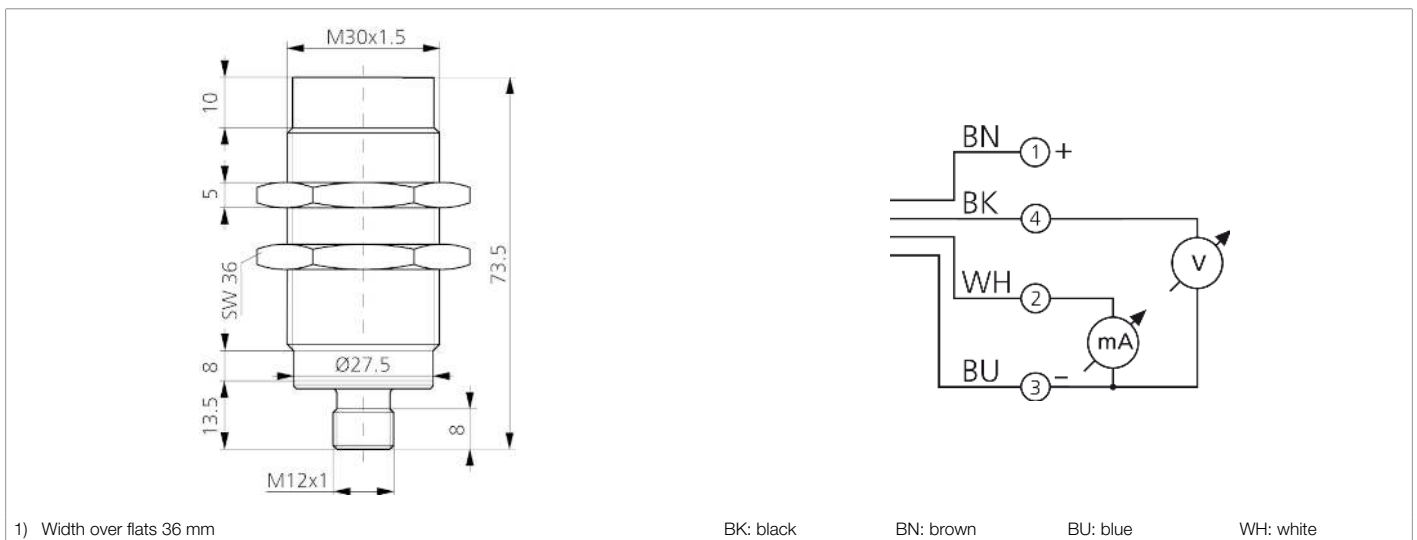 M30x1.5
10
5
SW 36
73.5
8
Ø27.5
13.5
8
M12x1
BN 1 +
BK 4
V
WH 2
mA
BU 3 –
1) Width over flats 36 mm
BK: black BN: brown BU: blue WH: white